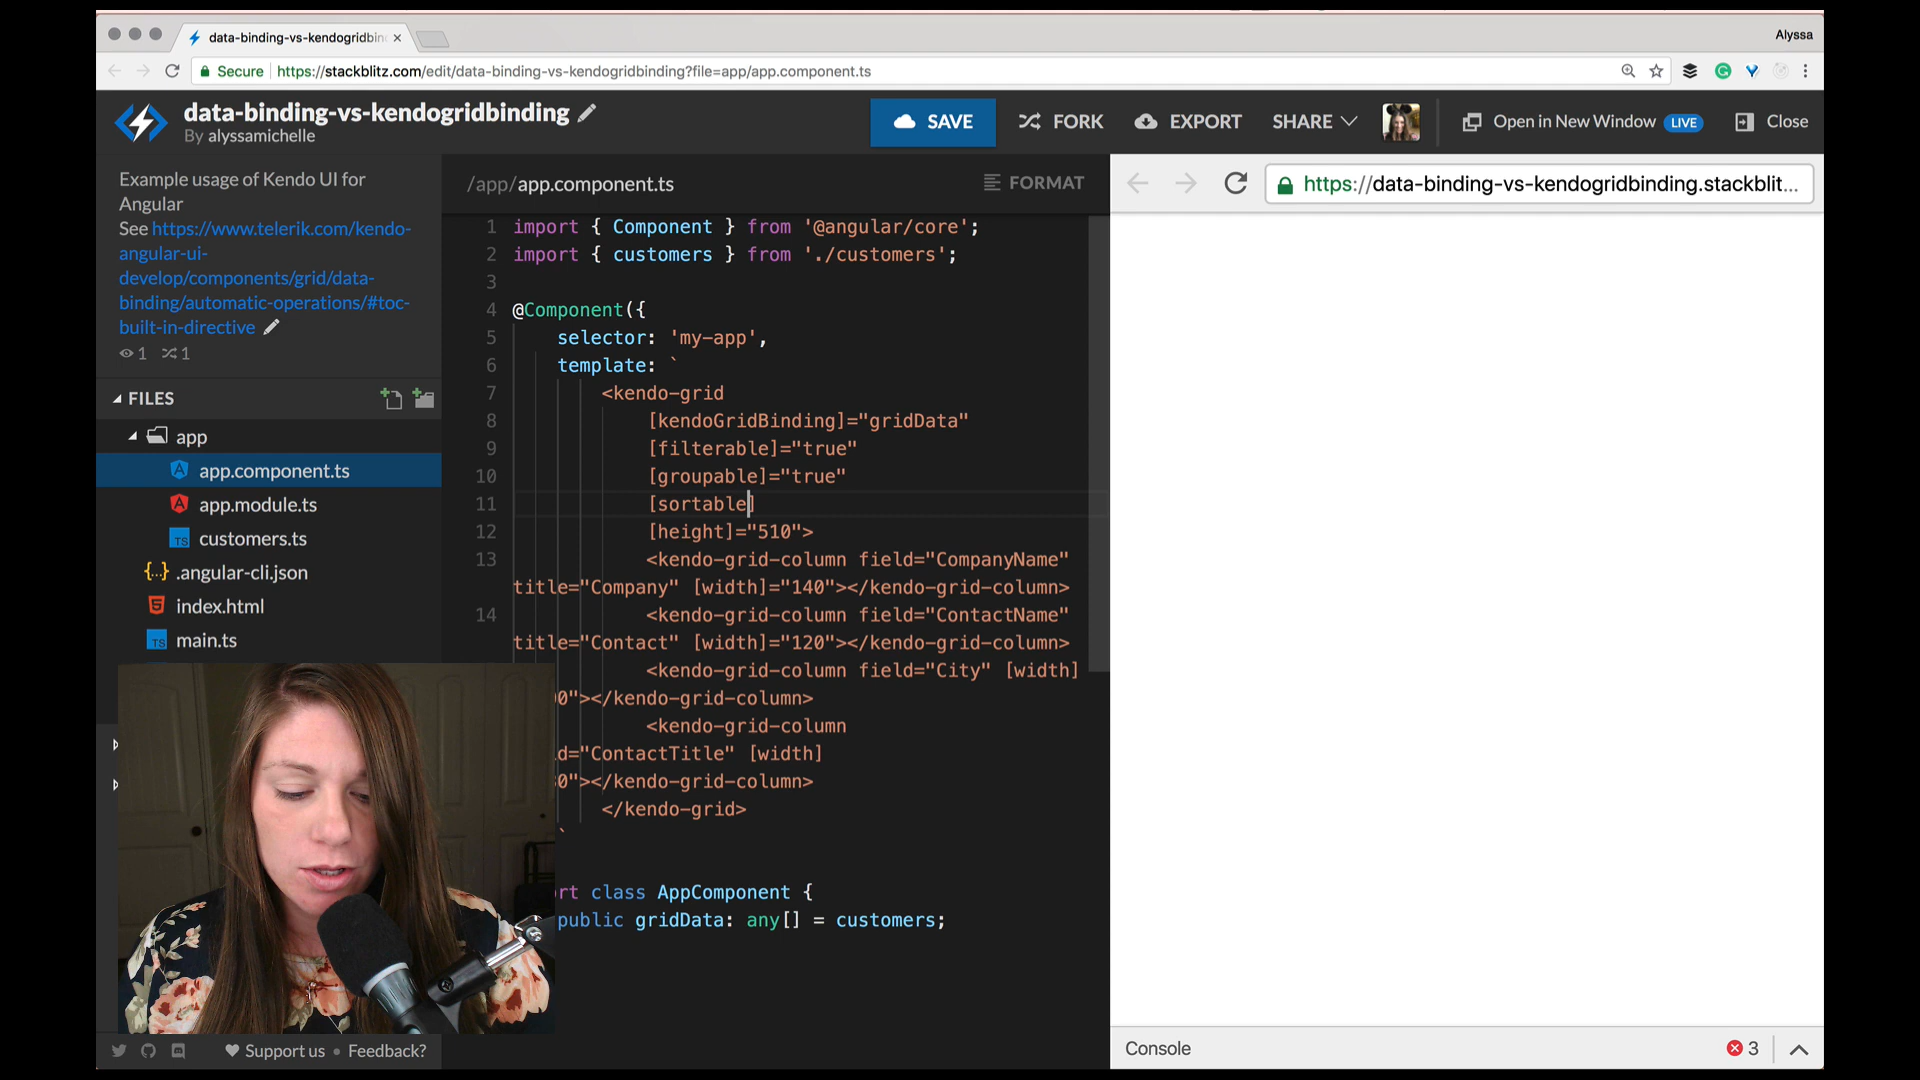 data-binding-vs-kendogridbin
Alyssa
Secure
https://stackblitz.com/edit/data-binding-vs-kendogridbinding?file=app/app.component.ts
data-binding-vs-kendogridbinding
By alyssamichelle
SAVE
FORK
EXPORT
SHARE
Open in New Window
LIVE
Close
Example usage of Kendo UI for
Angular
See https://www.telerik.com/kendo-
angular-ui-
develop/components/grid/data-
binding/automatic-operations/#toc-
built-in-directive
1
1
FILES
app
app.component.ts
app.module.ts
customers.ts
.angular-cli.json
index.html
main.ts
Support us
Feedback?
/app/app.component.ts
FORMAT
1 import { Component } from '@angular/core';
2 import { customers } from './customers';
3
4 @Component({
5 selector: 'my-app',
6 template: `
7 <kendo-grid
8 [kendoGridBinding]="gridData"
9 [filterable]="true"
10 [groupable]="true"
11 [sortable]
12 [height]="510">
13 <kendo-grid-column field="CompanyName"
title="Company" [width]="140"></kendo-grid-column>
14 <kendo-grid-column field="ContactName"
title="Contact" [width]="120"></kendo-grid-column>
<kendo-grid-column field="City" [width]
0"></kendo-grid-column>
<kendo-grid-column
d="ContactTitle" [width]
0"></kendo-grid-column>
</kendo-grid>
`
rt class AppComponent {
public gridData: any[] = customers;
https://data-binding-vs-kendogridbinding.stackblit...
Console
3